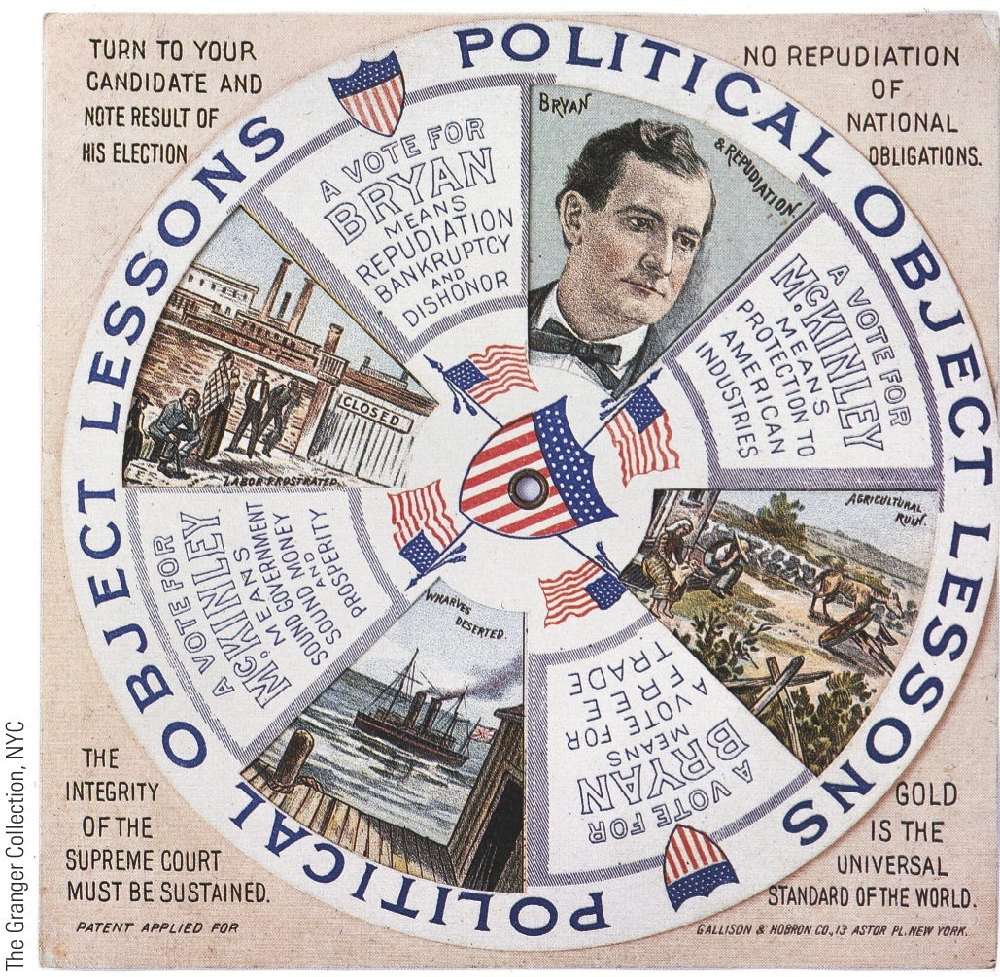 TURN TO YOUR
CANDIDATE AND
NOTE RESULT OF
HIS ELECTION
NO REPUDIATION
OF
NATIONAL
OBLIGATIONS.
POLITICAL OBJECT LESSONS
POLITICAL OBJECT LESSONS
A VOTE FOR
BRYAN
MEANS
REPUDIATION
BANKRUPTCY
AND
DISHONOR
BRYAN
& REPUDIATION.
A VOTE FOR
McKINLEY
MEANS
PROTECTION TO
AMERICAN
INDUSTRIES
AGRICULTURAL
RUIN.
A VOTE FOR
BRYAN
MEANS
A VOTE FOR
FREE
TRADE
WHARVES
DESERTED.
A VOTE FOR
McKINLEY
MEANS
SOUND GOVERNMENT
SOUND MONEY
AND
PROSPERITY
CLOSED
LABOR PROSTRATED.
THE
INTEGRITY
OF THE
SUPREME COURT
MUST BE SUSTAINED.
PATENT APPLIED FOR
GOLD
IS THE
UNIVERSAL
STANDARD OF THE WORLD.
GALLISON & HOBRON CO., 13 ASTOR PL. NEW YORK.
The Granger Collection, NYC